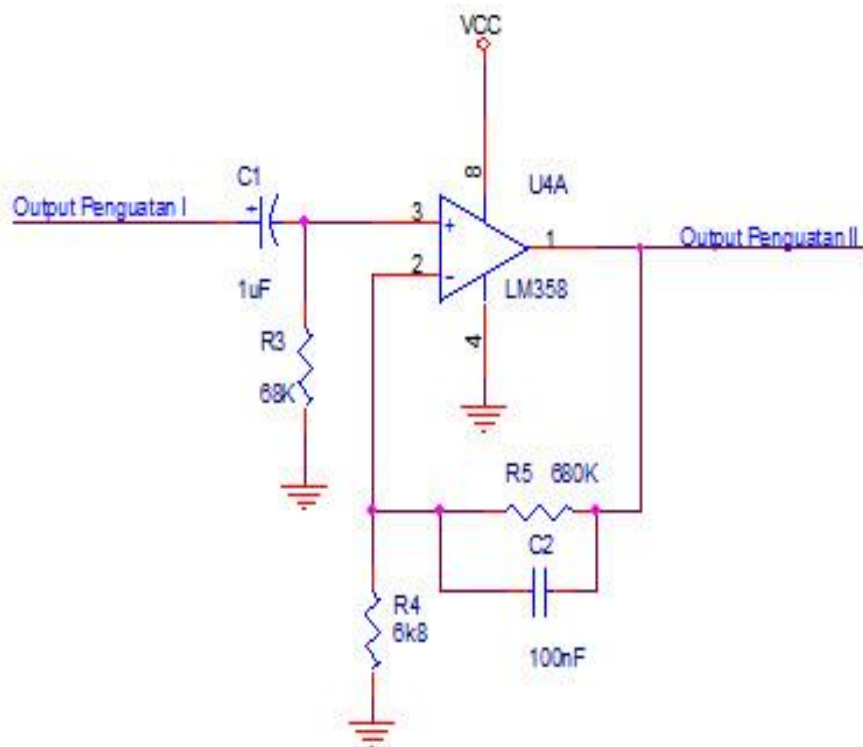 VCC
C1
8
U4A
Output Penguatan I
+
3
+
1
Output Penguatan II
2
-
1uF
LM358
R3
4
68K
R5 680K
C2
R4
6k8
100nF